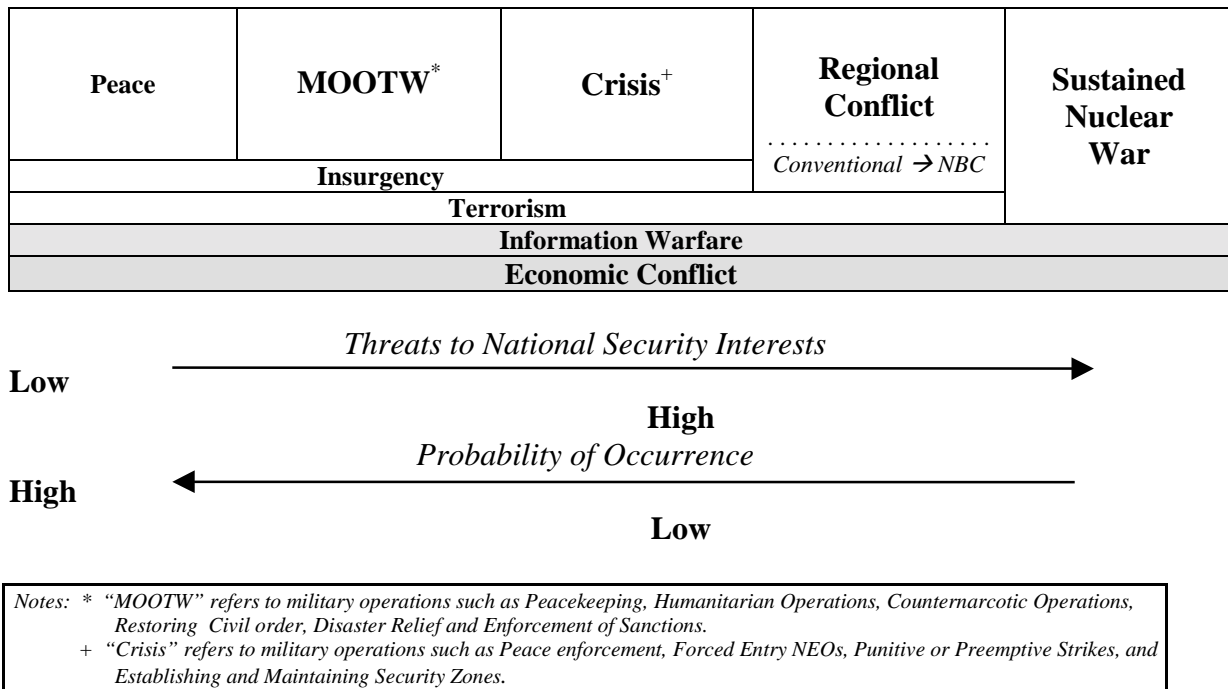 Peace
MOOTW*
Crisis+
Regional
Conflict
. . . . . . . . . . . . . . . . . . .
Conventional → NBC
Sustained
Nuclear
War
Insurgency
Terrorism
Information Warfare
Economic Conflict
Threats to National Security Interests
Low
High
Probability of Occurrence
High
Low
Notes: * “MOOTW” refers to military operations such as Peacekeeping, Humanitarian Operations, Counternarcotic Operations,
Restoring Civil order, Disaster Relief and Enforcement of Sanctions.
+ “Crisis” refers to military operations such as Peace enforcement, Forced Entry NEOs, Punitive or Preemptive Strikes, and
Establishing and Maintaining Security Zones.